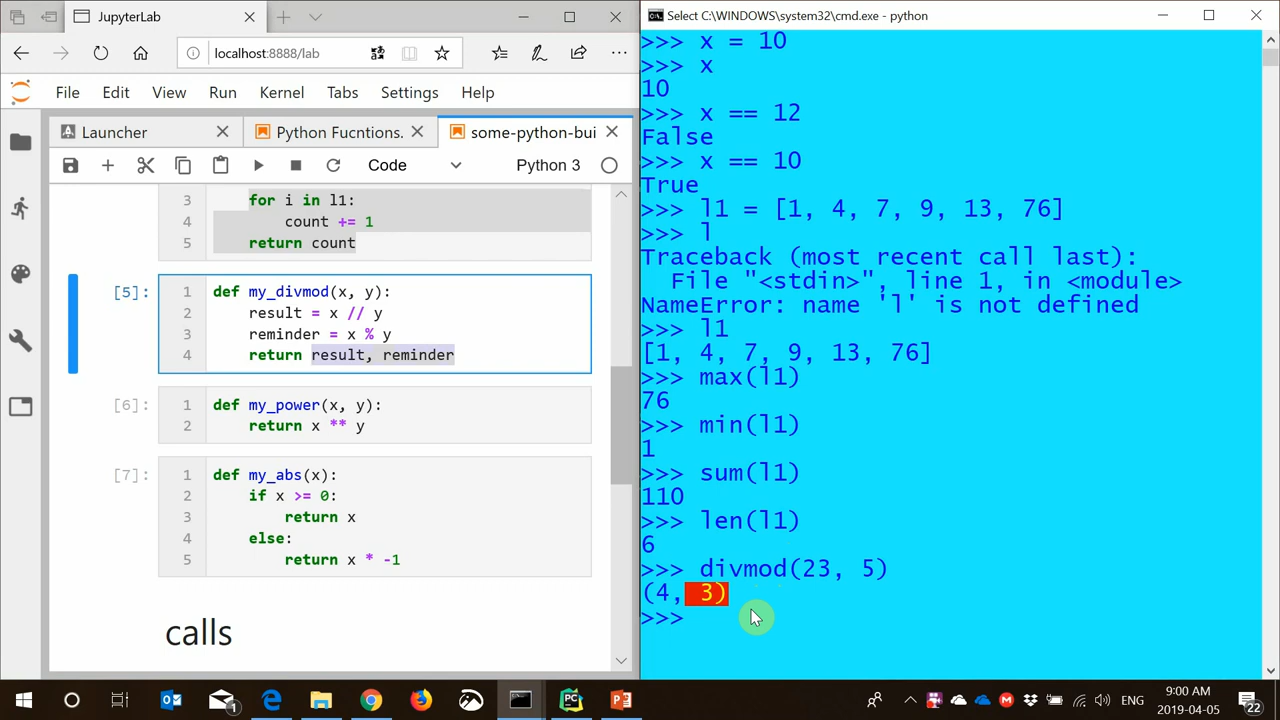 JupyterLab
localhost:8888/lab
File Edit View Run Kernel Tabs Settings Help
Launcher
Python Fucntions.
some-python-bui
Code
Python 3
3 for i in l1:
4 count += 1
5 return count
[5]: 1 def my_divmod(x, y):
2 result = x // y
3 reminder = x % y
4 return result, reminder
[6]: 1 def my_power(x, y):
2 return x ** y
[7]: 1 def my_abs(x):
2 if x >= 0:
3 return x
4 else:
5 return x * -1
calls
Select C:\WINDOWS\system32\cmd.exe - python
>>> x = 10
>>> x
10
>>> x == 12
False
>>> x == 10
True
>>> l1 = [1, 4, 7, 9, 13, 76]
>>> l
Traceback (most recent call last):
File "<stdin>", line 1, in <module>
NameError: name 'l' is not defined
>>> l1
[1, 4, 7, 9, 13, 76]
>>> max(l1)
76
>>> min(l1)
1
>>> sum(l1)
110
>>> len(l1)
6
>>> divmod(23, 5)
(4, 3)
>>>
1
ENG
9:00 AM
2019-04-05
22